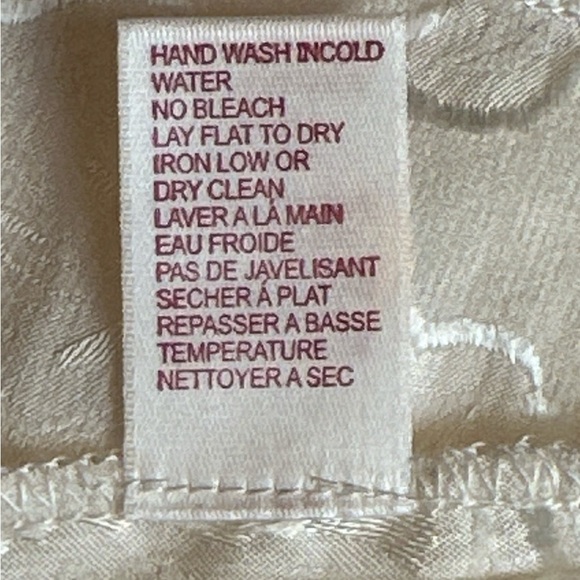 HAND WASH INCOLD
WATER
NO BLEACH
LAY FLAT TO DRY
IRON LOW OR
DRY CLEAN
LAVER A LÁ MAIN
EAU FROIDE
PAS DE JAVELISANT
SECHER Á PLAT
REPASSER A BASSE
TEMPERATURE
NETTOYER A SEC